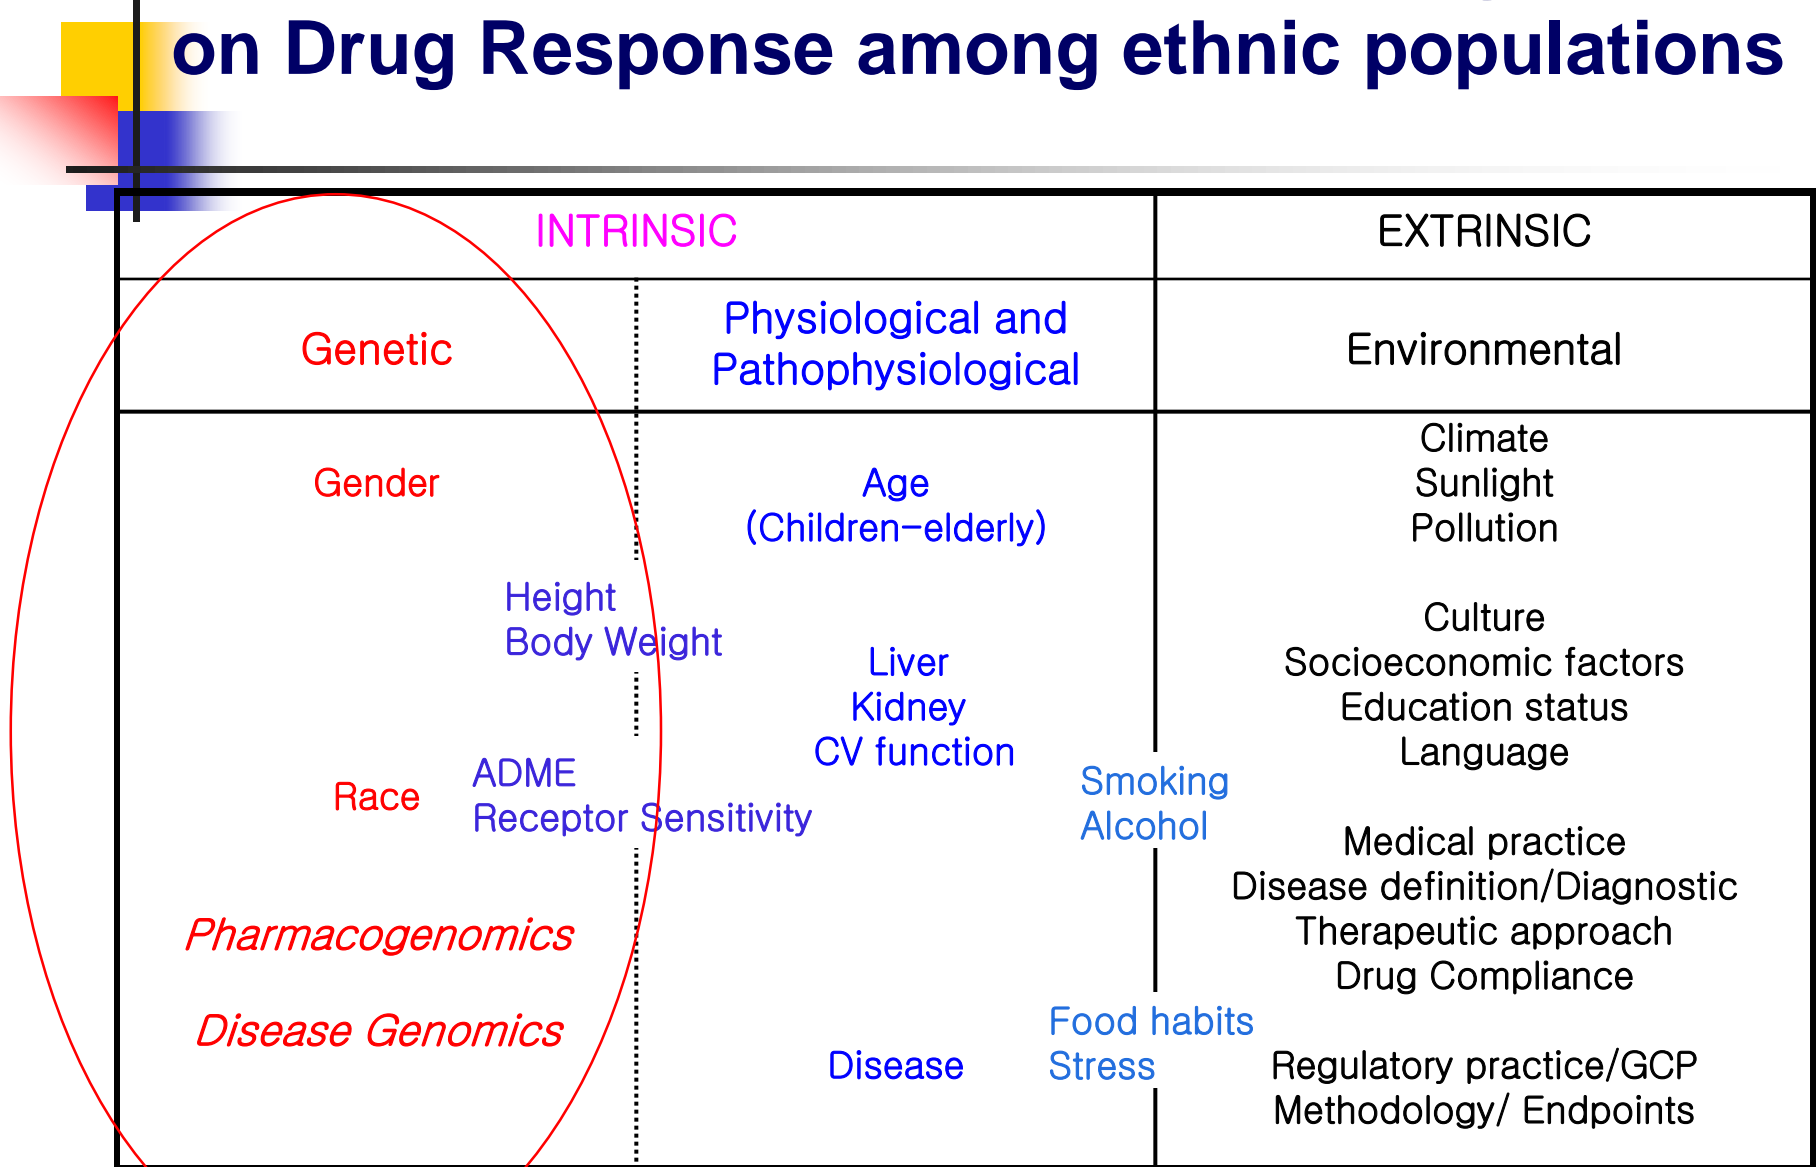 on Drug Response among ethnic populations
INTRINSIC
EXTRINSIC
Genetic
Physiological and
Pathophysiological
Environmental
Gender
Height
Body Weight
Race
ADME
Receptor Sensitivity
Pharmacogenomics
Disease Genomics
Age
(Children-elderly)
Liver
Kidney
CV function
Disease
Smoking
Alcohol
Food habits
Stress
Climate
Sunlight
Pollution
Culture
Socioeconomic factors
Education status
Language
Medical practice
Disease definition/Diagnostic
Therapeutic approach
Drug Compliance
Regulatory practice/GCP
Methodology/ Endpoints